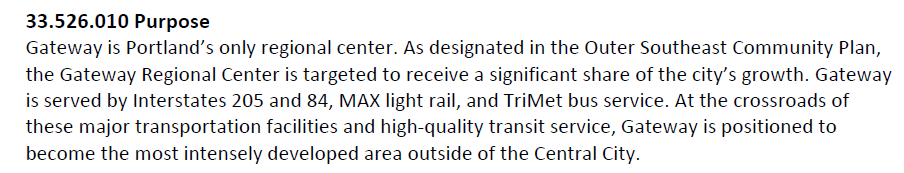 33.526.010 Purpose
Gateway is Portland’s only regional center. As designated in the Outer Southeast Community Plan,
the Gateway Regional Center is targeted to receive a significant share of the city’s growth. Gateway
is served by Interstates 205 and 84, MAX light rail, and TriMet bus service. At the crossroads of
these major transportation facilities and high-quality transit service, Gateway is positioned to
become the most intensely developed area outside of the Central City.